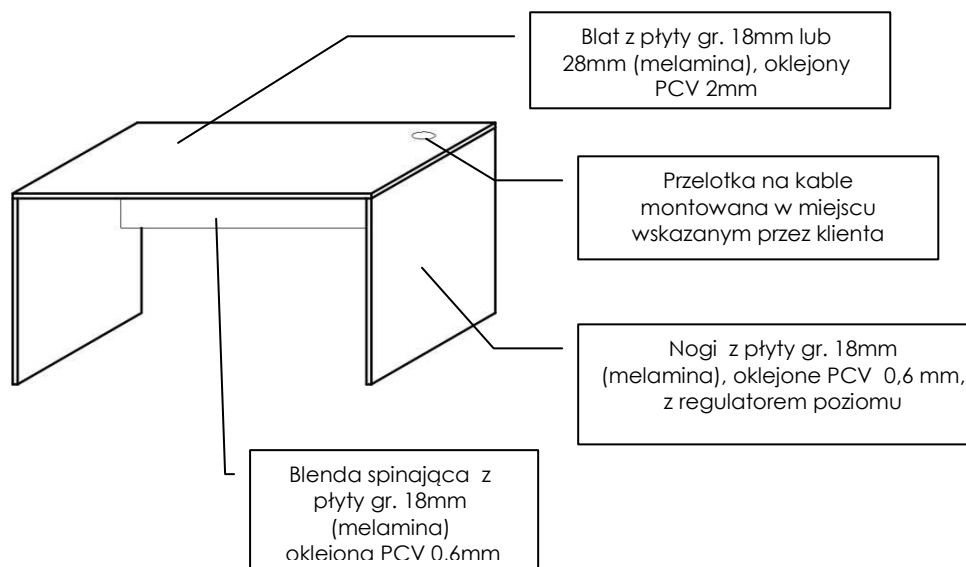 Blat z płyty gr. 18mm lub
28mm (melamina), oklejony
PCV 2mm
Przelotka na kable
montowana w miejscu
wskazanym przez klienta
Nogi z płyty gr. 18mm
(melamina), oklejone PCV 0,6 mm,
z regulatorem poziomu
Blenda spinająca z
płyty gr. 18mm
(melamina)
oklejona PCV 0,6mm